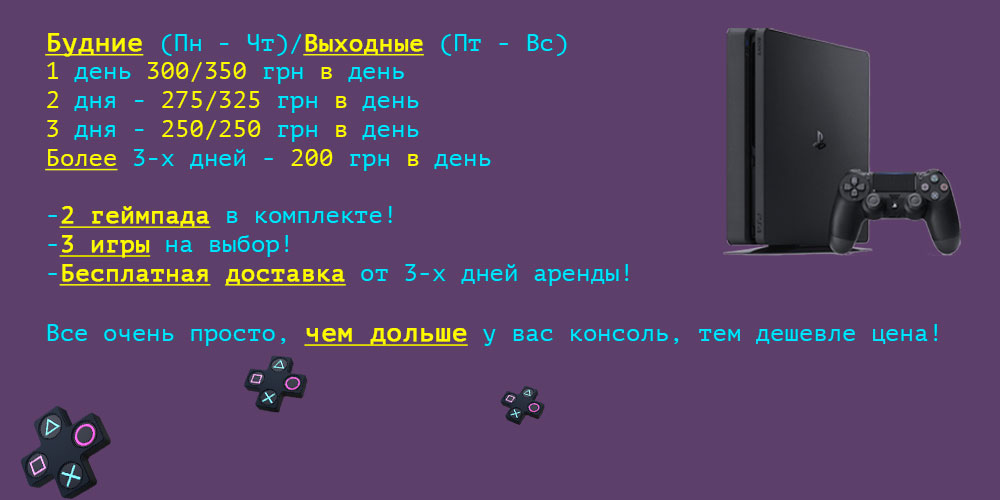 Будние (Пн - Чт)/Выходные (Пт - Вс)
1 день 300/350 грн в день
2 дня - 275/325 грн в день
3 дня - 250/250 грн в день
Более 3-х дней - 200 грн в день
-2 геймпада в комплекте!
-3 игры на выбор!
-Бесплатная доставка от 3-х дней аренды!
Все очень просто, чем дольше у вас консоль, тем дешевле цена!
SONY
PS4